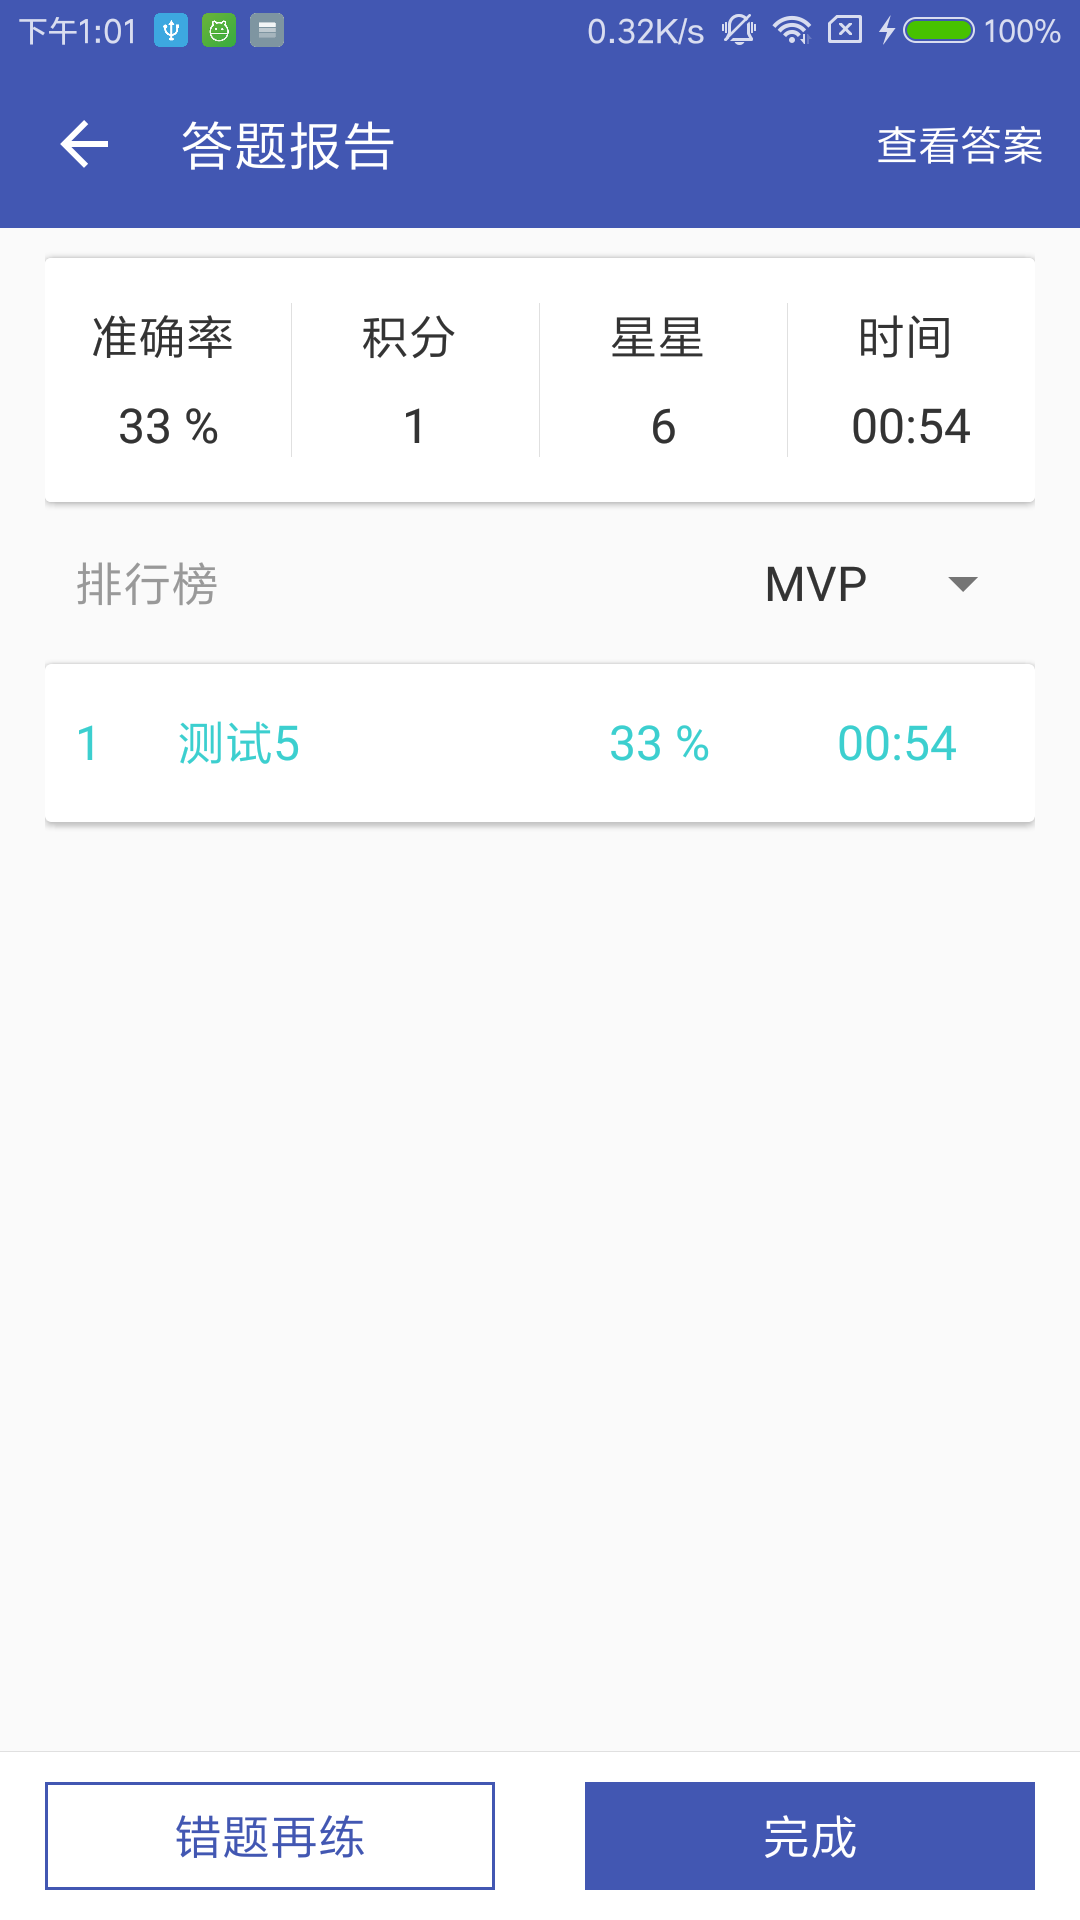 下午1:01 0.32K/s 100%
答题报告 查看答案
准确率 积分 星星 时间
33 % 1 6 00:54
排行榜 MVP
1 测试5 33 % 00:54
错题再练 完成